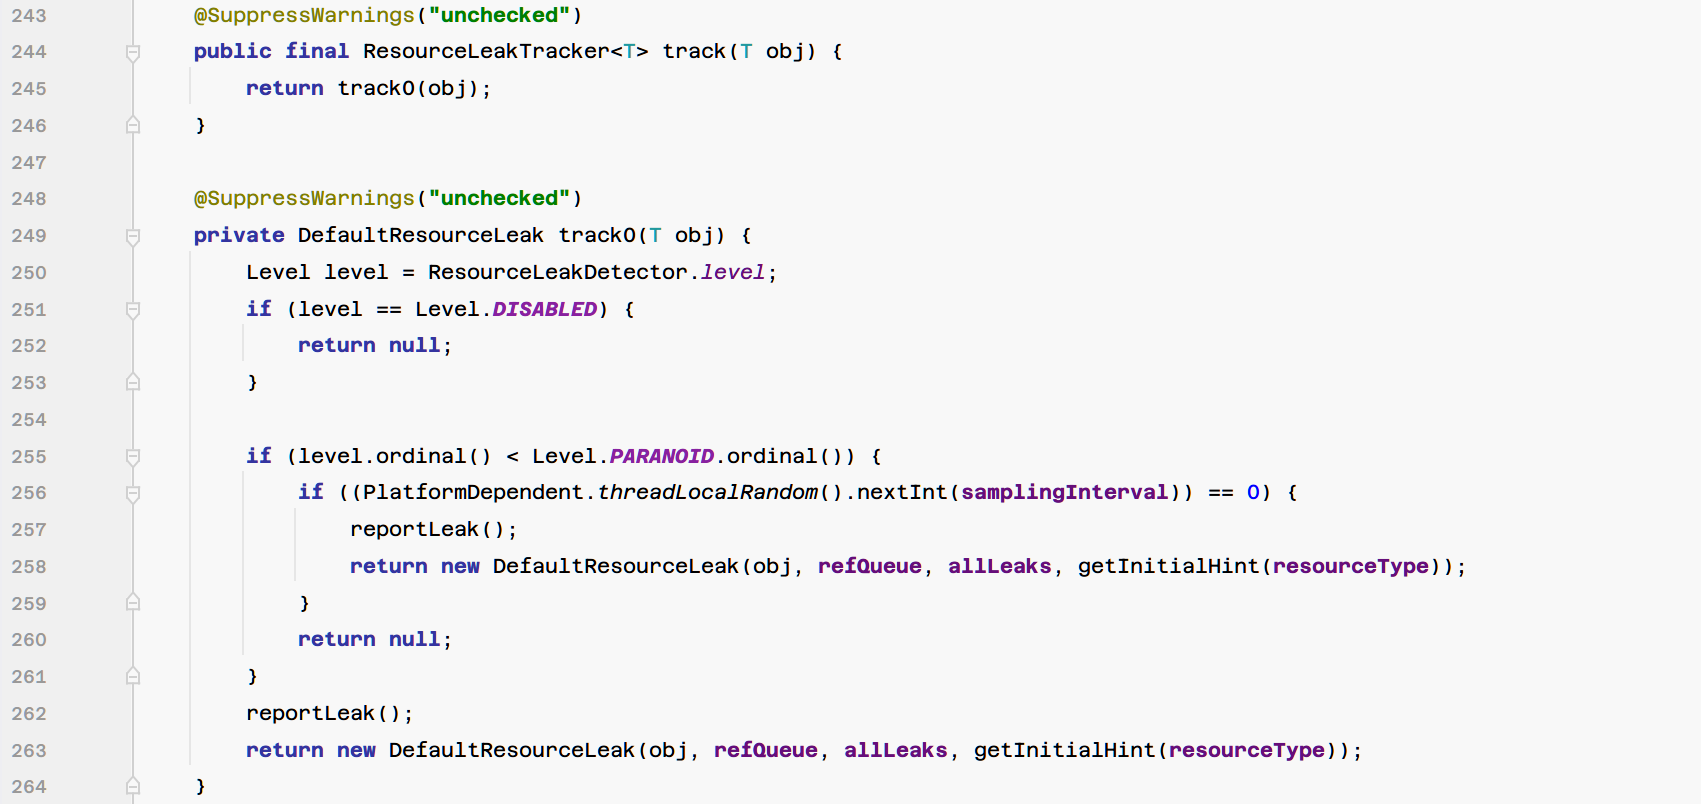 243 @SuppressWarnings("unchecked")
244 public final ResourceLeakTracker<T> track(T obj) {
245 return track0(obj);
246 }
247
248 @SuppressWarnings("unchecked")
249 private DefaultResourceLeak track0(T obj) {
250 Level level = ResourceLeakDetector.level;
251 if (level == Level.DISABLED) {
252 return null;
253 }
254
255 if (level.ordinal() < Level.PARANOID.ordinal()) {
256 if ((PlatformDependent.threadLocalRandom().nextInt(samplingInterval)) == 0) {
257 reportLeak();
258 return new DefaultResourceLeak(obj, refQueue, allLeaks, getInitialHint(resourceType));
259 }
260 return null;
261 }
262 reportLeak();
263 return new DefaultResourceLeak(obj, refQueue, allLeaks, getInitialHint(resourceType));
264 }